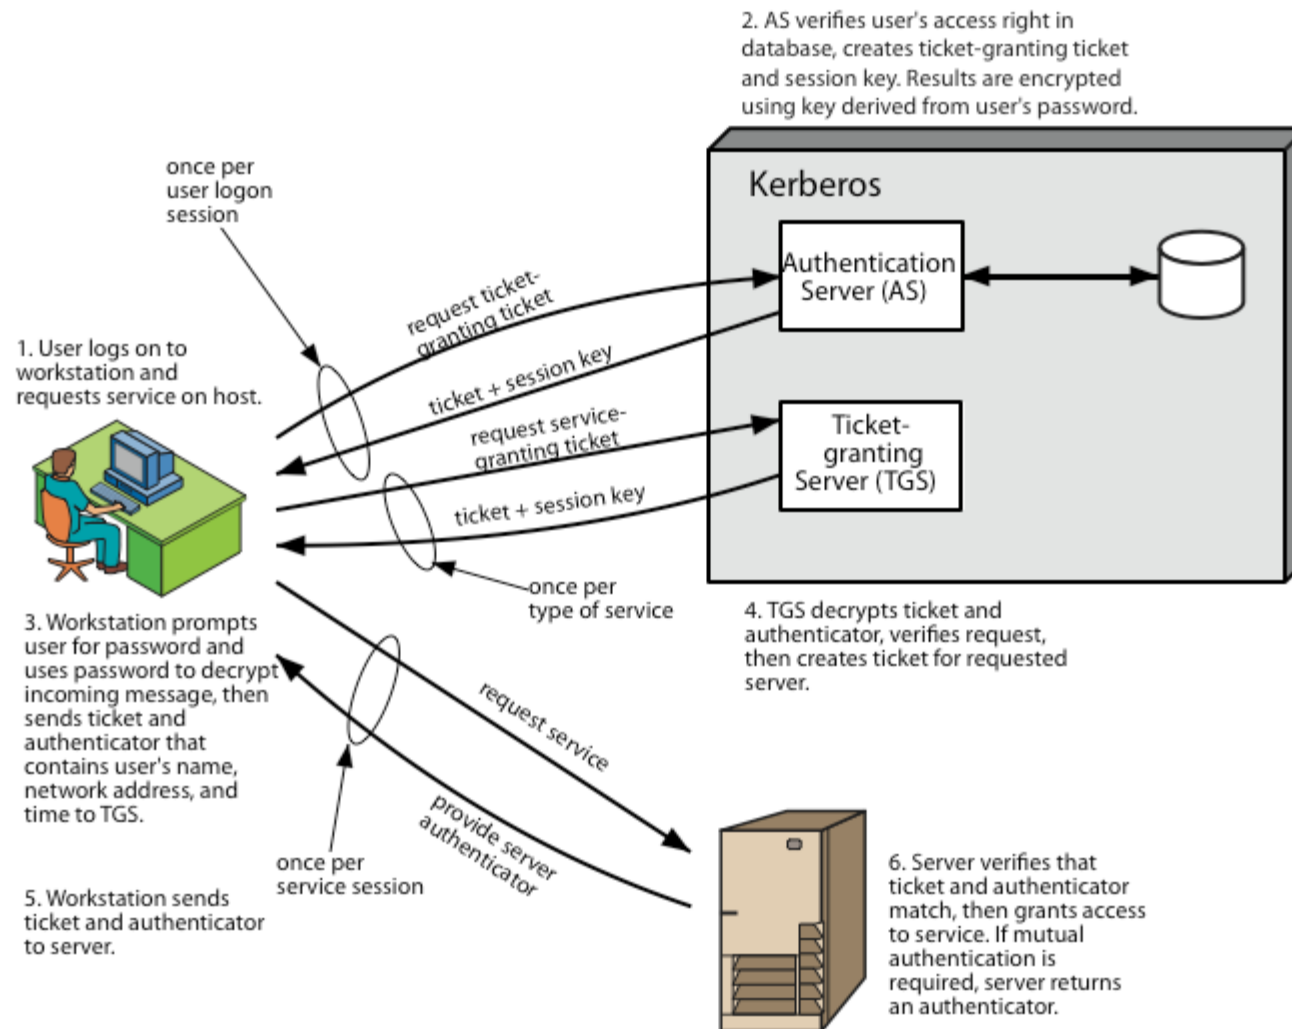 2. AS verifies user's access right in
database, creates ticket-granting ticket
and session key. Results are encrypted
using key derived from user's password.
once per
user logon
session
Kerberos
Authentication
Server (AS)
request ticket-
granting ticket
1. User logs on to
workstation and
requests service on host.
ticket + session key
request service-
granting ticket
Ticket-
granting
Server (TGS)
ticket + session key
once per
type of service
3. Workstation prompts
user for password and
uses password to decrypt
incoming message, then
sends ticket and
authenticator that
contains user's name,
network address, and
time to TGS.
4. TGS decrypts ticket and
authenticator, verifies request,
then creates ticket for requested
server.
request service
provide server
authenticator
once per
service session
5. Workstation sends
ticket and authenticator
to server.
6. Server verifies that
ticket and authenticator
match, then grants access
to service. If mutual
authentication is
required, server returns
an authenticator.